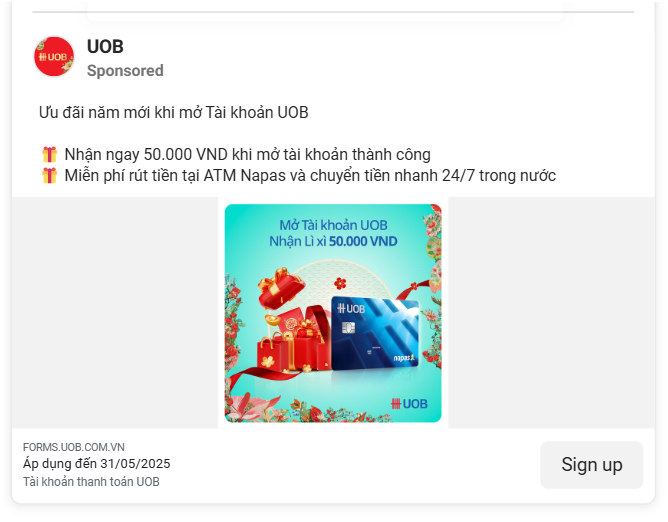 UOB
UOB
Sponsored
Ưu đãi năm mới khi mở Tài khoản UOB
Nhận ngay 50.000 VND khi mở tài khoản thành công
Miễn phí rút tiền tại ATM Napas và chuyển tiền nhanh 24/7 trong nước
Mở Tài khoản UOB
Nhận Lì xì 50.000 VND
UOB
napas
UOB
FORMS.UOB.COM.VN
Áp dụng đến 31/05/2025
Tài khoản thanh toán UOB
Sign up